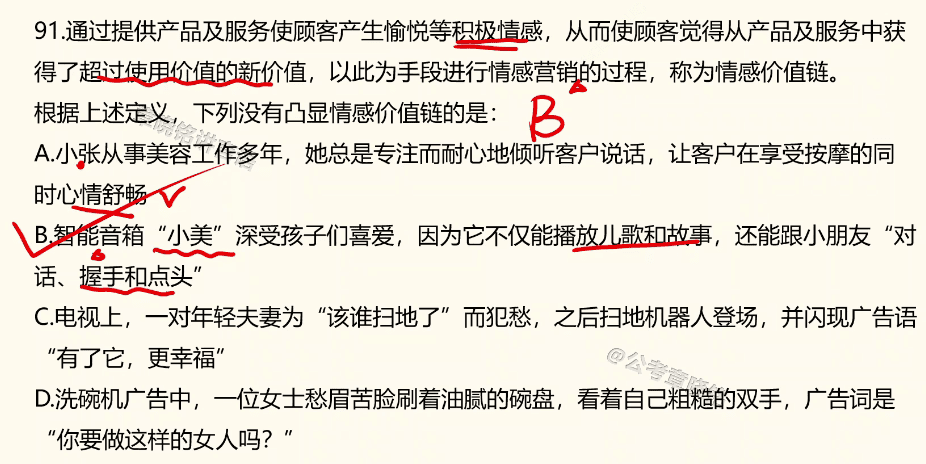 91.通过提供产品及服务使顾客产生愉悦等积极情感，从而使顾客觉得从产品及服务中获
得了超过使用价值的新价值，以此为手段进行情感营销的过程，称为情感价值链。
根据上述定义，下列没有凸显情感价值链的是：
B
A.小张从事美容工作多年，她总是专注而耐心地倾听客户说话，让客户在享受按摩的同
时心情舒畅
B.智能音箱“小美”深受孩子们喜爱，因为它不仅能播放儿歌和故事，还能跟小朋友“对
话、握手和点头”
C.电视上，一对年轻夫妻为“该谁扫地了”而犯愁，之后扫地机器人登场，并闪现广告语
“有了它，更幸福”
@公考
D.洗碗机广告中，一位女士愁眉苦脸刷着油腻的碗盘，看着自己粗糙的双手，广告词是
“你要做这样的女人吗？”